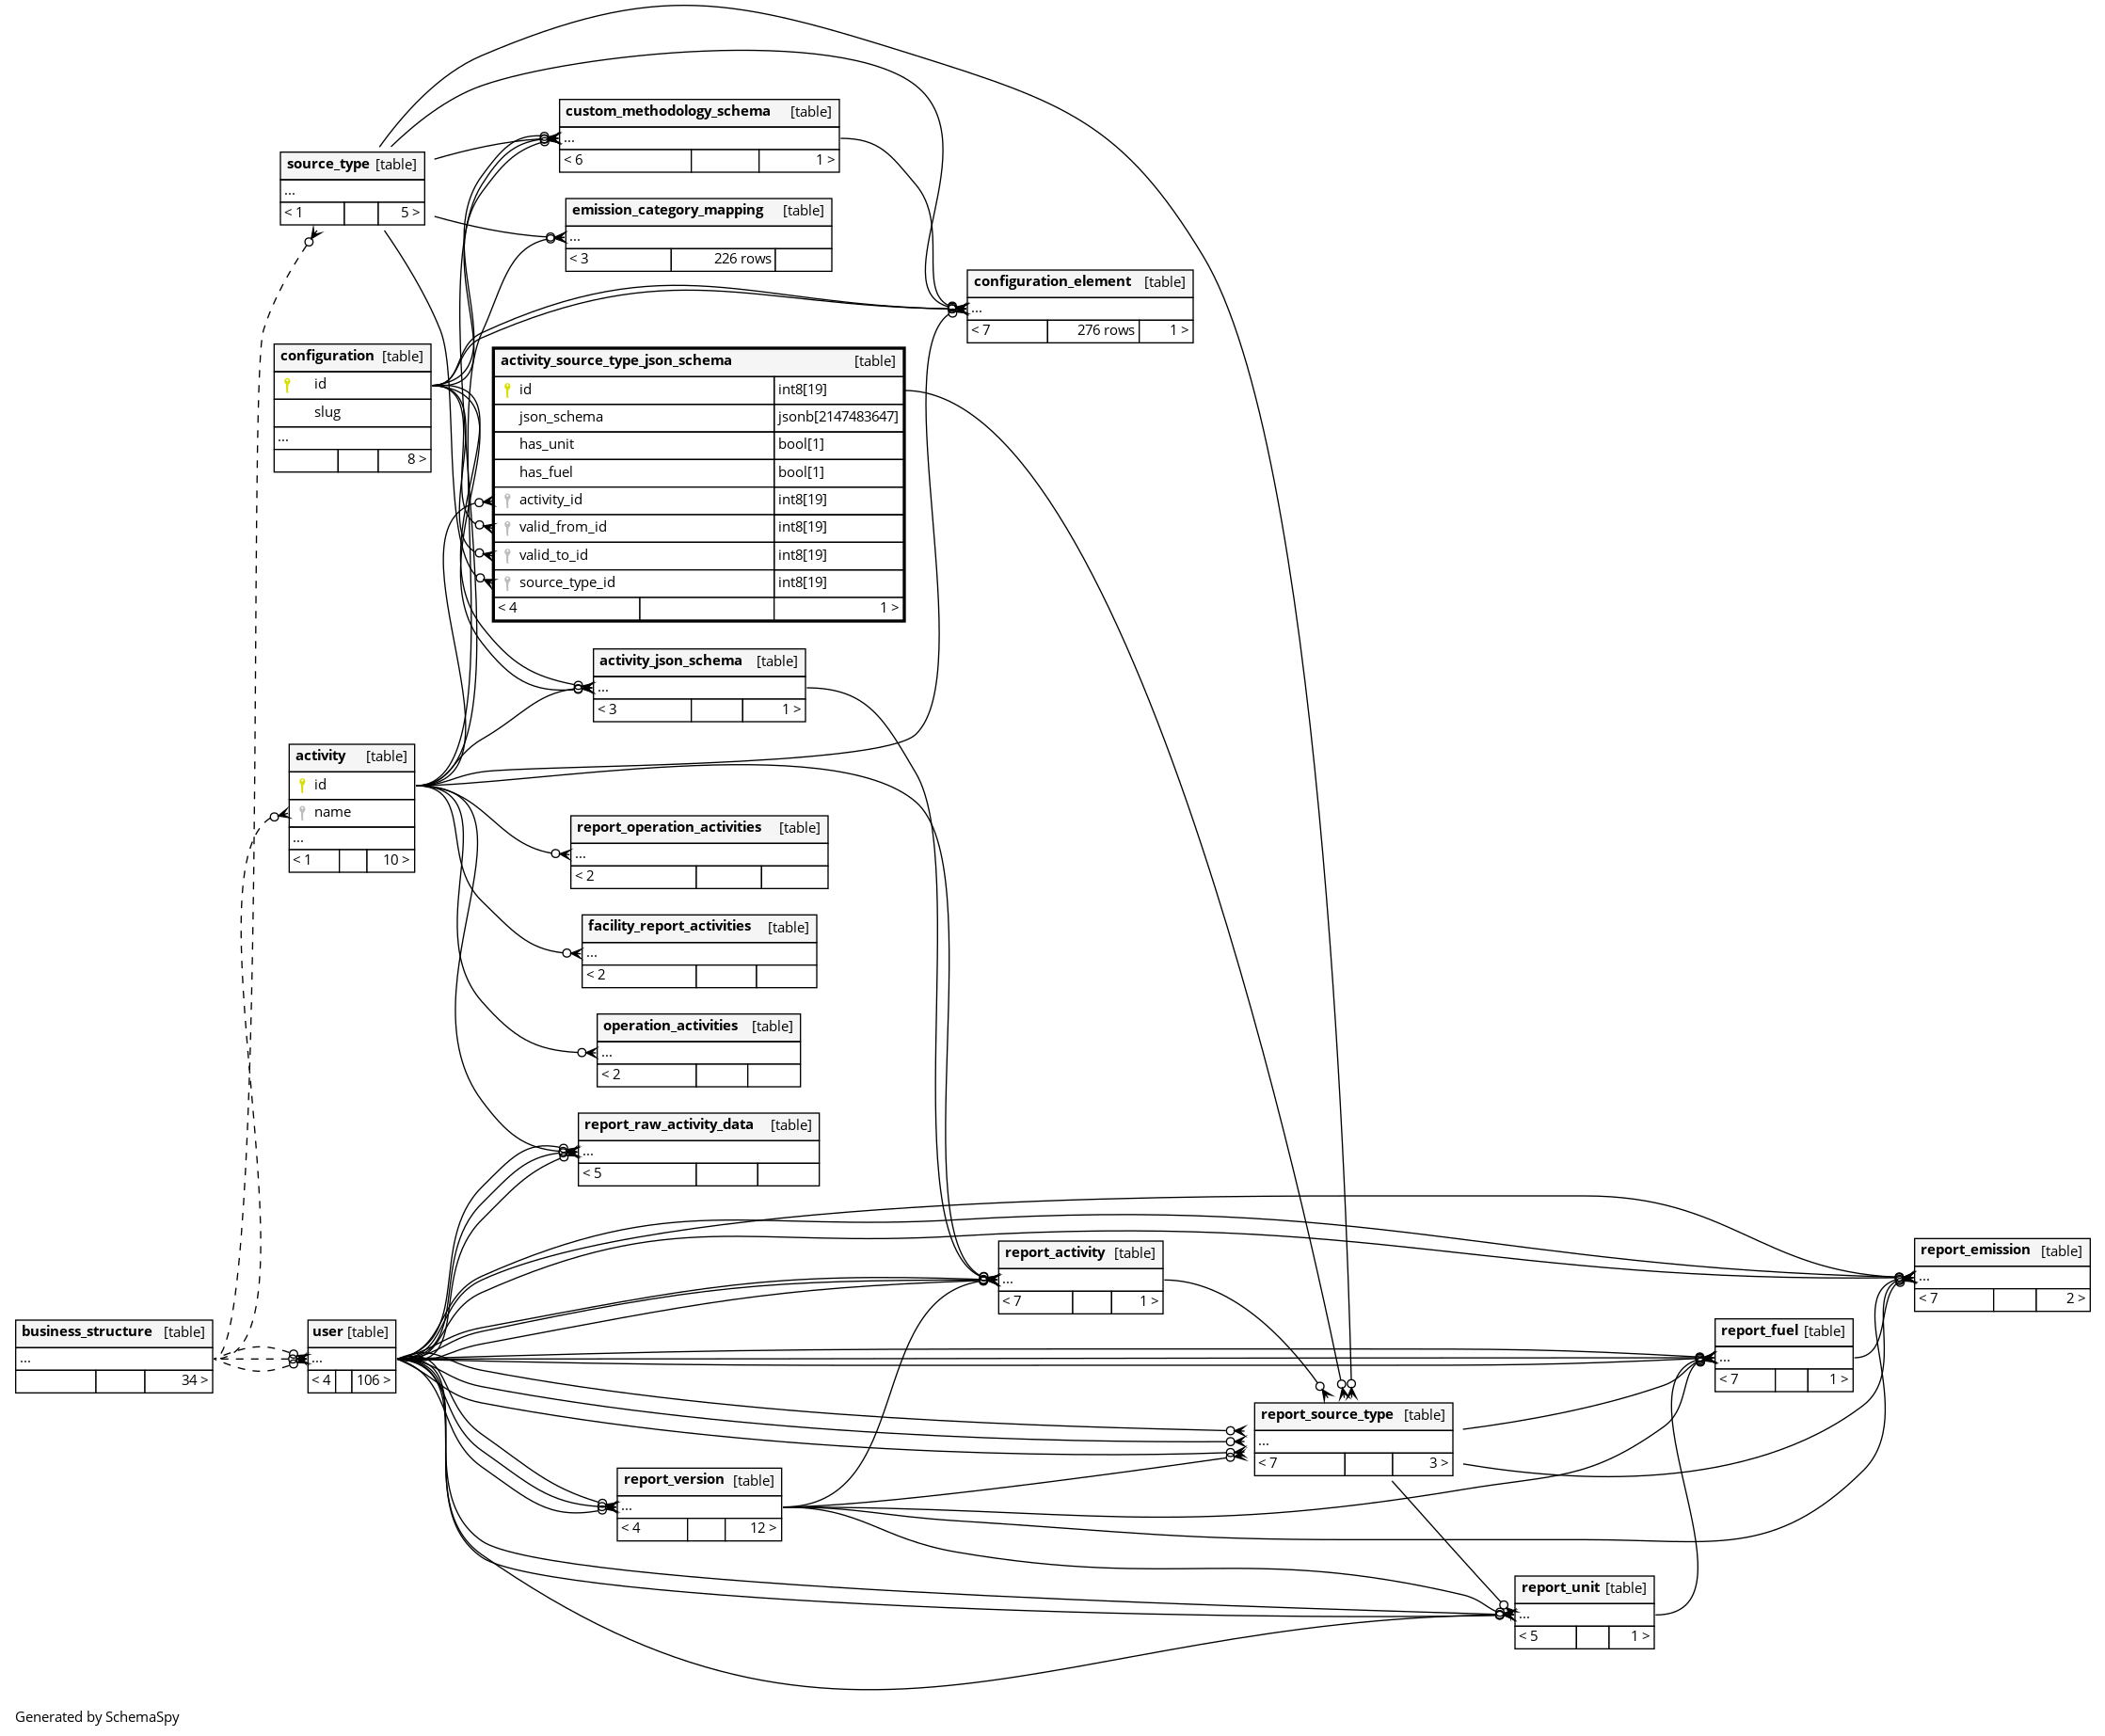 custom_methodology_schema [table]
...
< 6 1 >
source_type [table]
...
< 1 5 >
emission_category_mapping [table]
...
< 3 226 rows
configuration_element [table]
...
< 7 276 rows 1 >
configuration [table]
id
slug
...
8 >
activity_source_type_json_schema [table]
id int8[19]
json_schema jsonb[2147483647]
has_unit bool[1]
has_fuel bool[1]
activity_id int8[19]
valid_from_id int8[19]
valid_to_id int8[19]
source_type_id int8[19]
< 4 1 >
activity_json_schema [table]
...
< 3 1 >
activity [table]
id
name
...
< 1 10 >
report_operation_activities [table]
...
< 2
facility_report_activities [table]
...
< 2
operation_activities [table]
...
< 2
report_raw_activity_data [table]
...
< 5
report_activity [table]
...
< 7 1 >
report_emission [table]
...
< 7 2 >
business_structure [table]
...
34 >
user [table]
...
< 4 106 >
report_fuel [table]
...
< 7 1 >
report_source_type [table]
...
< 7 3 >
report_version [table]
...
< 4 12 >
report_unit [table]
...
< 5 1 >
Generated by SchemaSpy